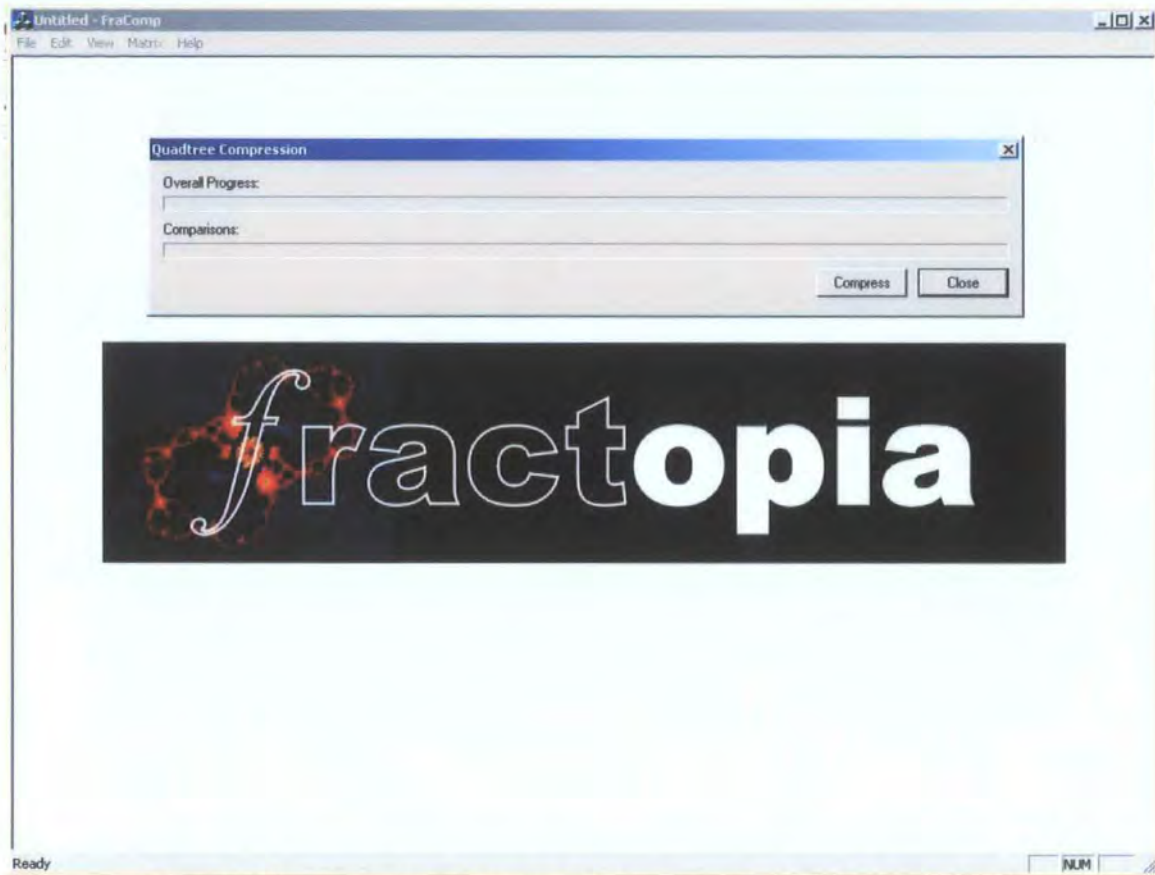 Untitled - FraComp
File Edit View Matrix Help
Quadtree Compression
Overall Progress:
Comparisons:
Compress Close
fractopia
Ready NUM